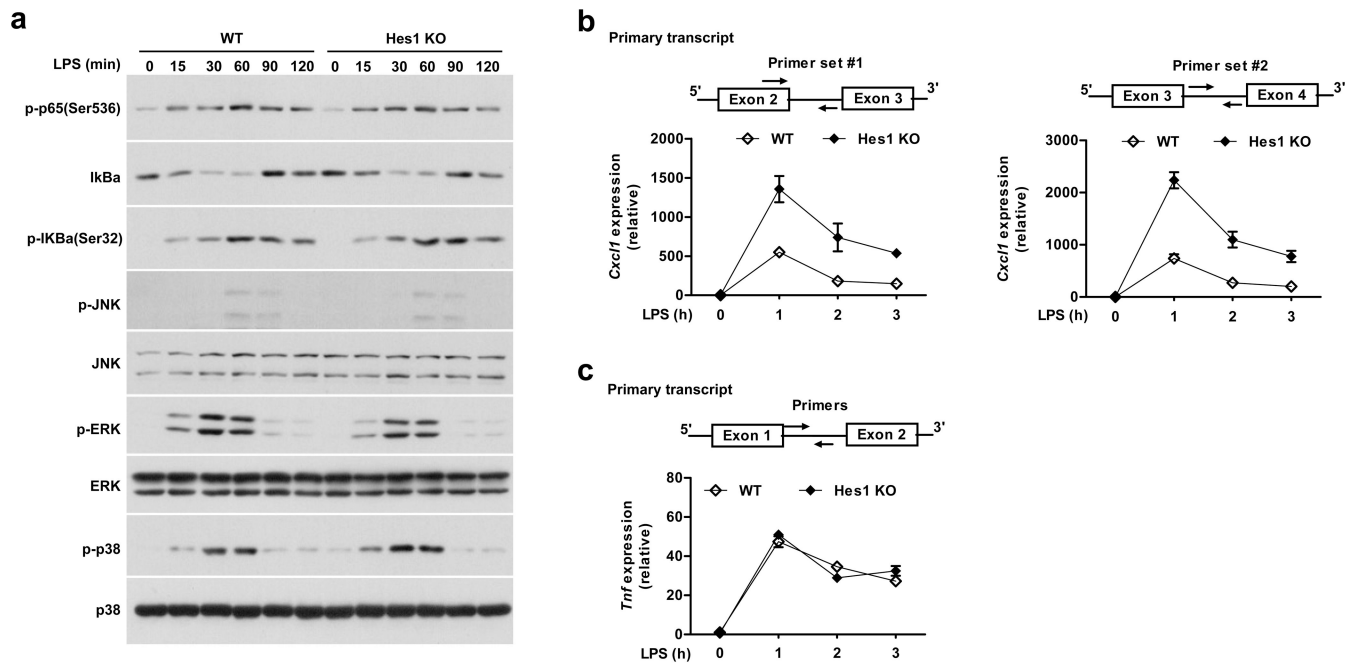 a
WT Hes1 KO
LPS (min) 0 15 30 60 90 120 0 15 30 60 90 120
p-p65(Ser536)
IkBa
p-IKBa(Ser32)
p-JNK
JNK
p-ERK
ERK
p-p38
p38
b
Primary transcript
Primer set #1
5' Exon 2 Exon 3 3'
WT Hes1 KO
Cxcl1 expression
(relative)
2000
1500
1000
500
0
LPS (h) 0 1 2 3
Primer set #2
5' Exon 3 Exon 4 3'
WT Hes1 KO
Cxcl1 expression
(relative)
3000
2000
1000
0
LPS (h) 0 1 2 3
c
Primary transcript
Primers
5' Exon 1 Exon 2 3'
WT Hes1 KO
Tnf expression
(relative)
80
60
40
20
0
LPS (h) 0 1 2 3